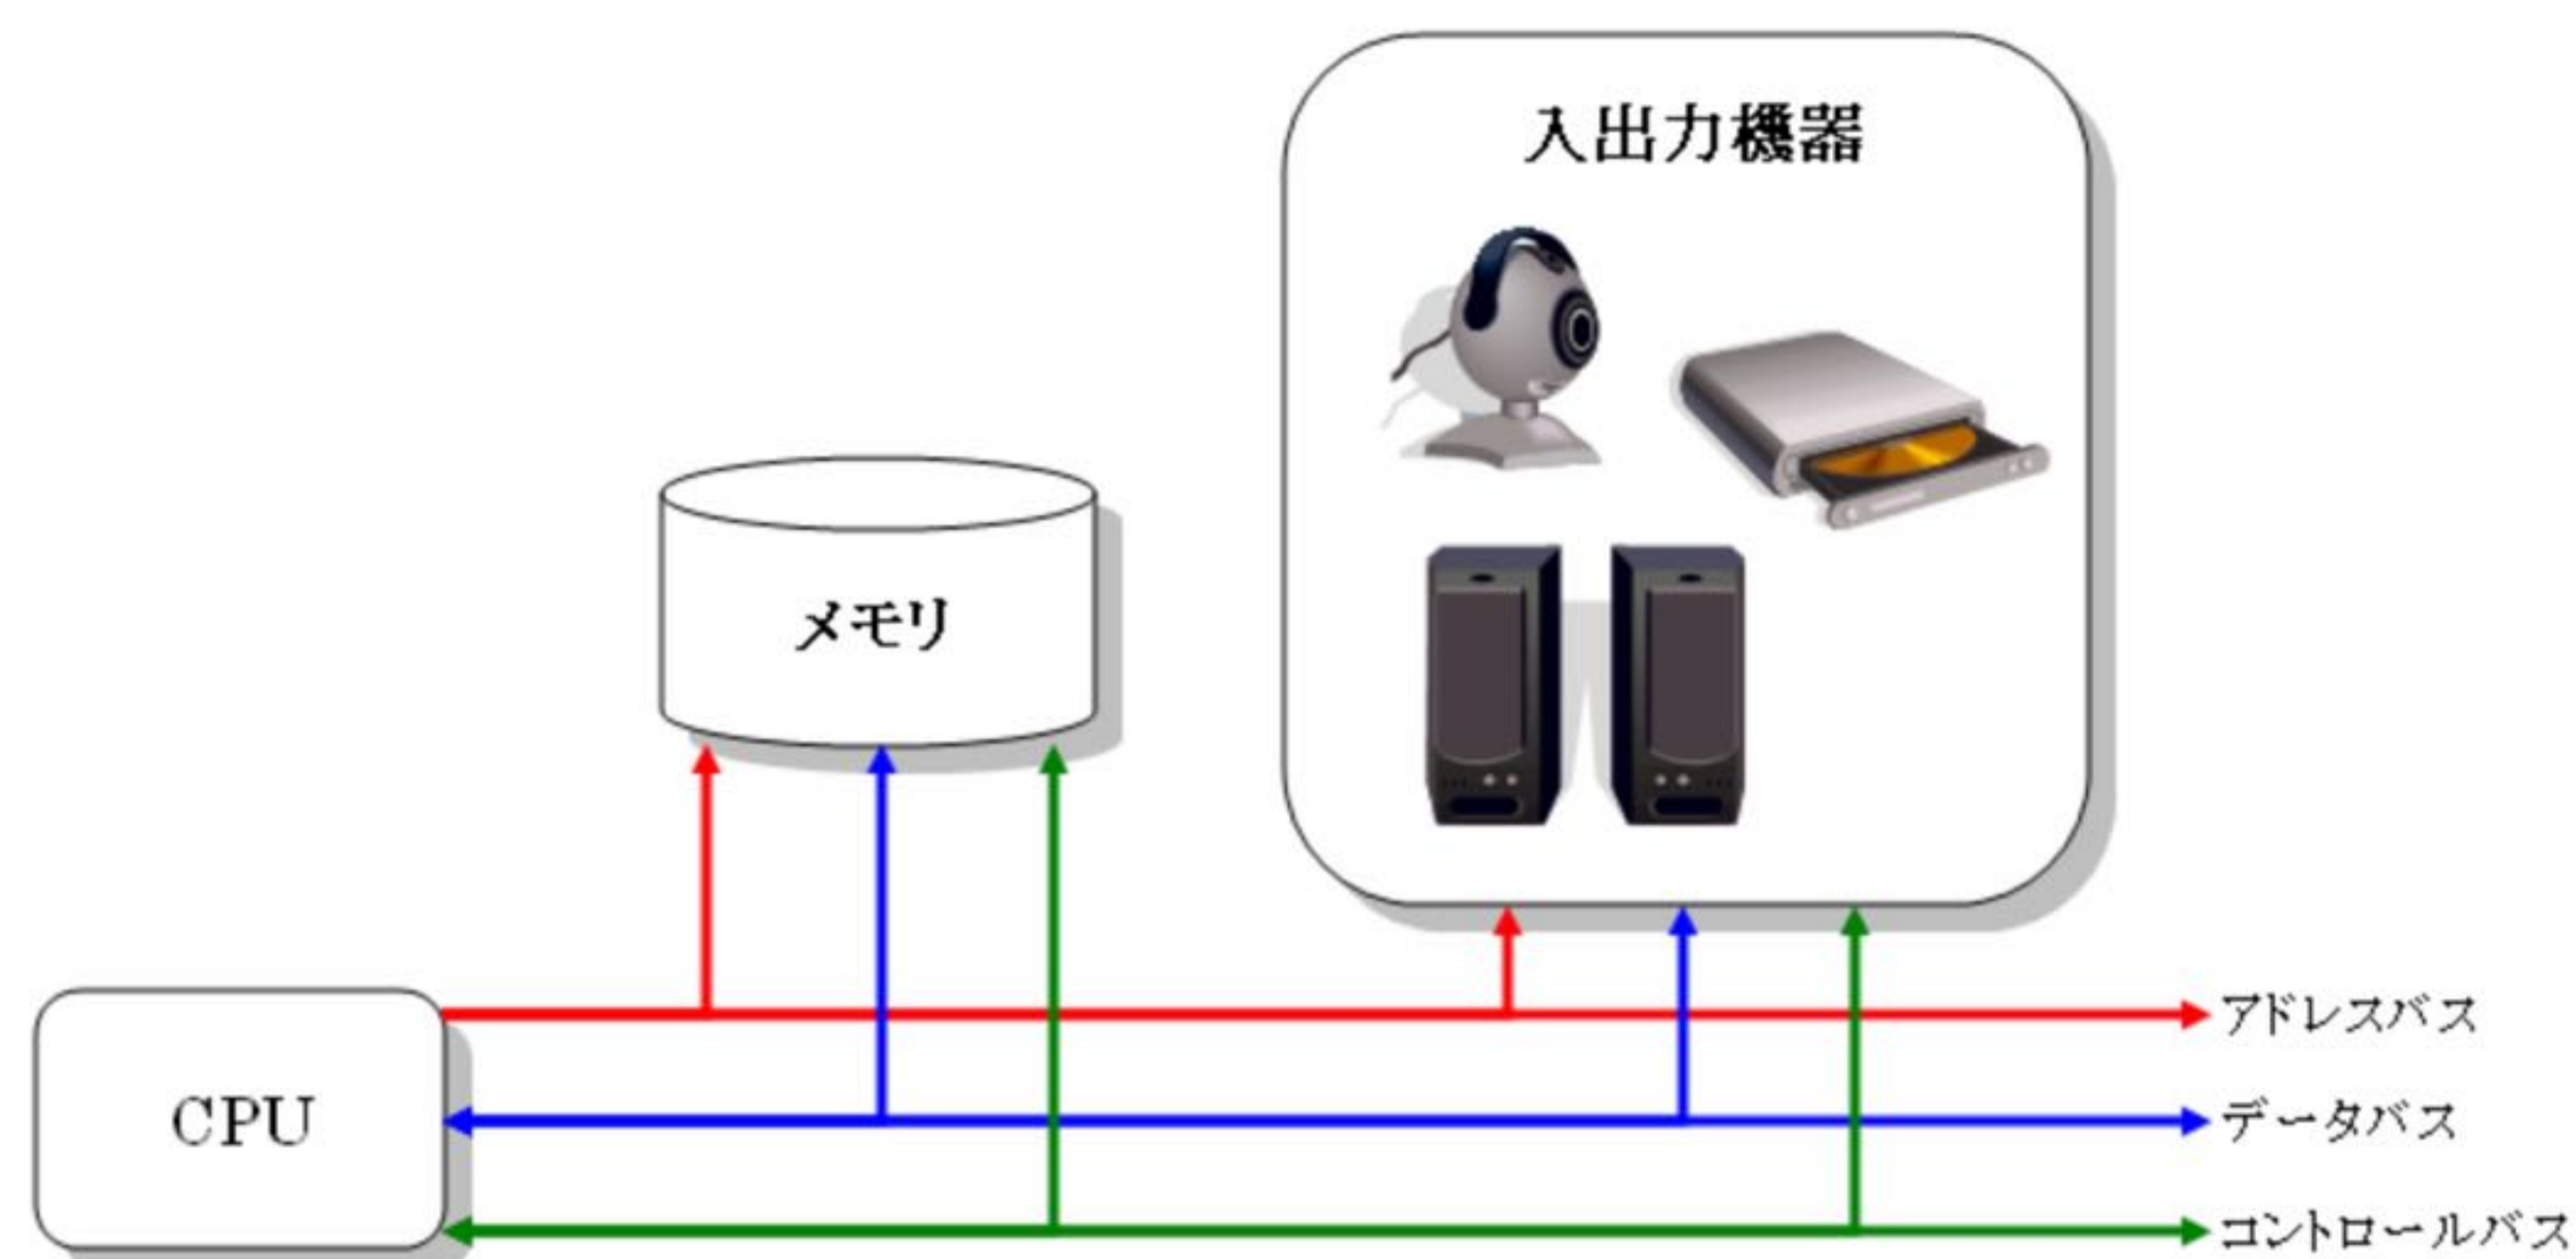 入出力機器
メモリ
CPU
アドレスバス
データバス
コントロールバス